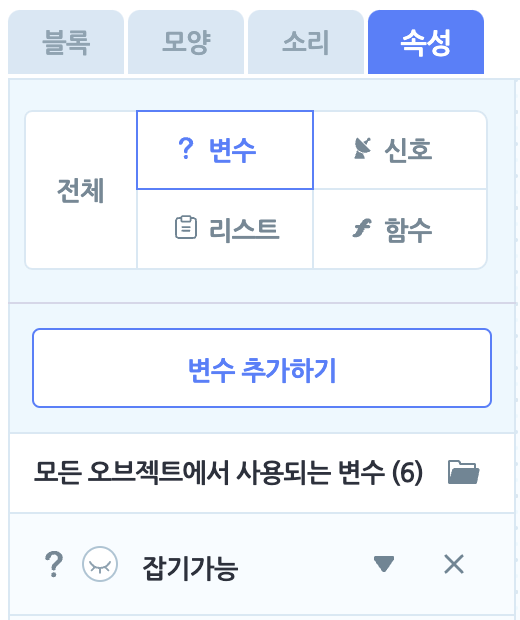 블록 모양 소리 속성
전체
? 변수 신호
리스트 함수
변수 추가하기
모든 오브젝트에서 사용되는 변수 (6)
? 잡기가능